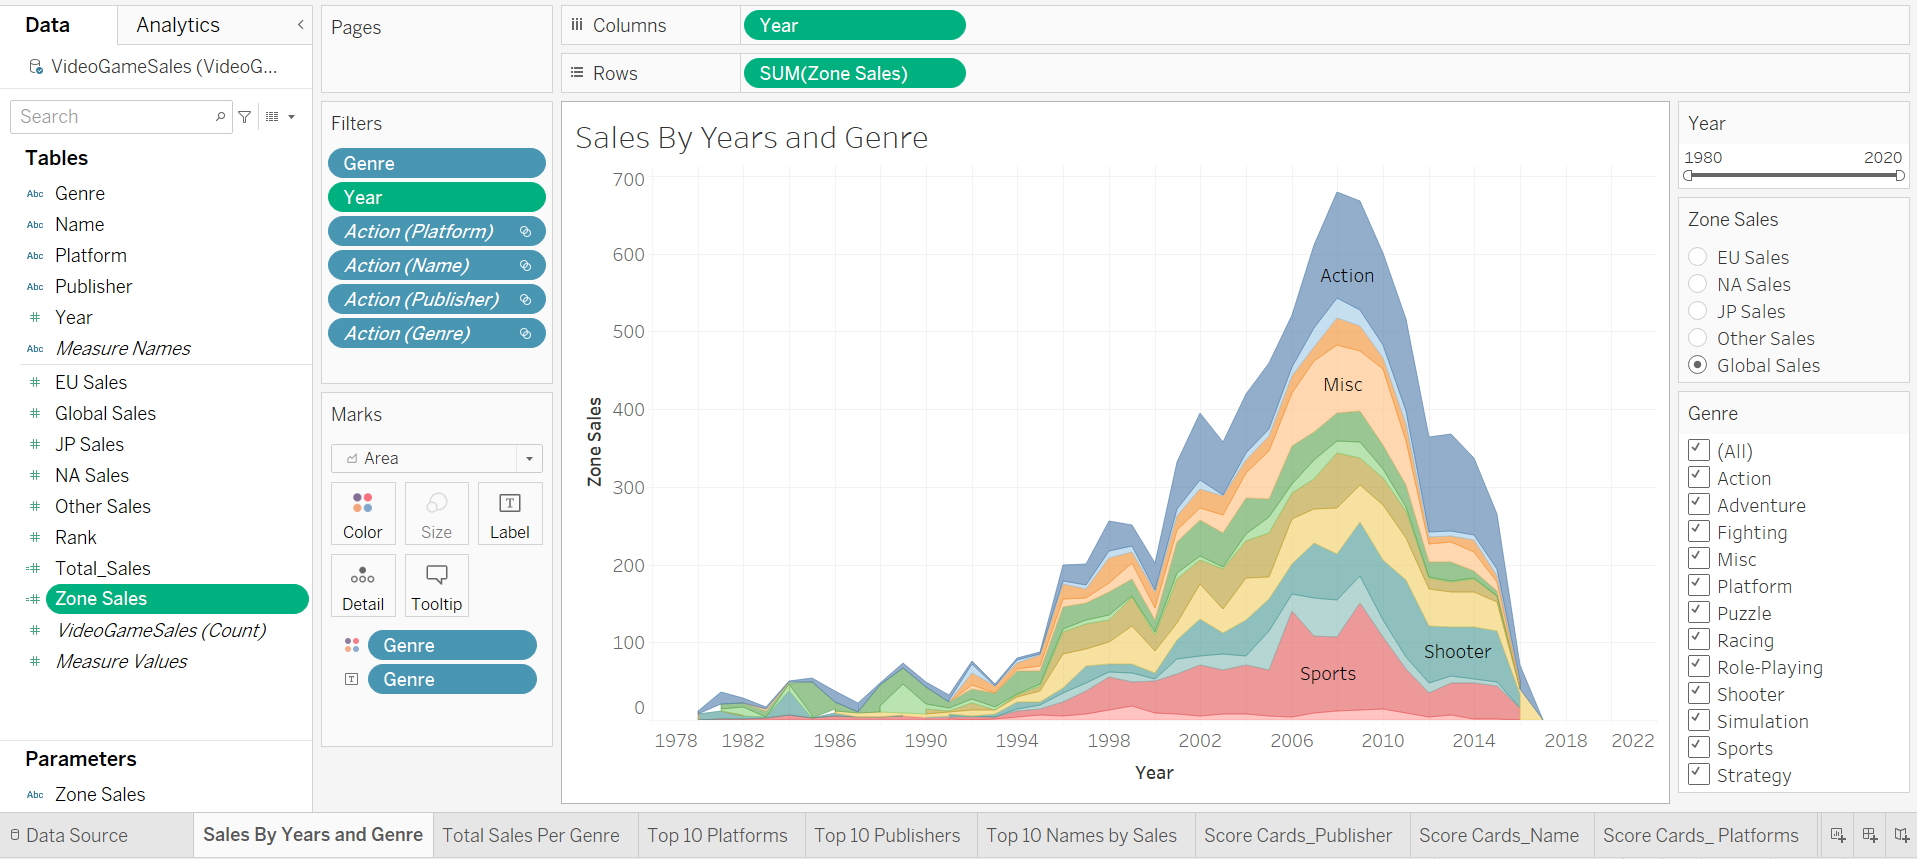 Data
Analytics
VideoGameSales (VideoG...
Search
Tables
Abc Genre
Abc Name
Abc Platform
Abc Publisher
# Year
Abc Measure Names
# EU Sales
# Global Sales
# JP Sales
# NA Sales
# Other Sales
# Rank
=# Total_Sales
=# Zone Sales
# VideoGameSales (Count)
# Measure Values
Parameters
Abc Zone Sales
Pages
Filters
Genre
Year
Action (Platform)
Action (Name)
Action (Publisher)
Action (Genre)
Marks
Area
Color
Size
T
Label
Detail
Tooltip
Genre
T Genre
Columns
Year
Rows
SUM(Zone Sales)
Sales By Years and Genre
700
600
500
400
300
200
100
0
Zone Sales
Action
Misc
Shooter
Sports
1978 1982 1986 1990 1994 1998 2002 2006 2010 2014 2018 2022
Year
Year
1980 2020
Zone Sales
EU Sales
NA Sales
JP Sales
Other Sales
Global Sales
Genre
(All)
Action
Adventure
Fighting
Misc
Platform
Puzzle
Racing
Role-Playing
Shooter
Simulation
Sports
Strategy
Data Source
Sales By Years and Genre
Total Sales Per Genre
Top 10 Platforms
Top 10 Publishers
Top 10 Names by Sales
Score Cards_Publisher
Score Cards_Name
Score Cards_ Platforms